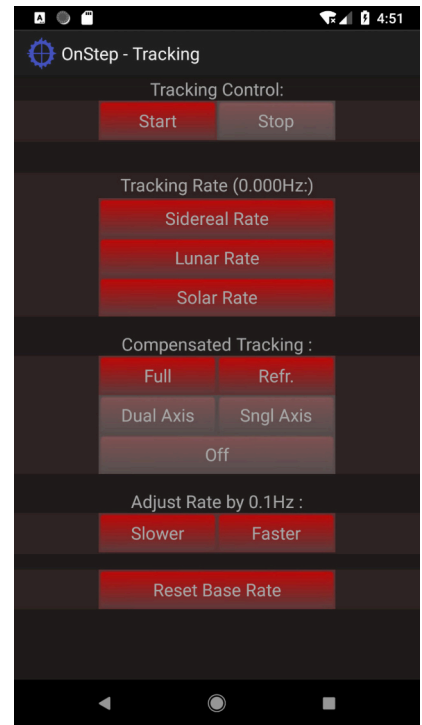 4:51
OnStep - Tracking
Tracking Control:
Start Stop
Tracking Rate (0.000Hz:)
Sidereal Rate
Lunar Rate
Solar Rate
Compensated Tracking :
Full Refr.
Dual Axis Sngl Axis
Off
Adjust Rate by 0.1Hz :
Slower Faster
Reset Base Rate